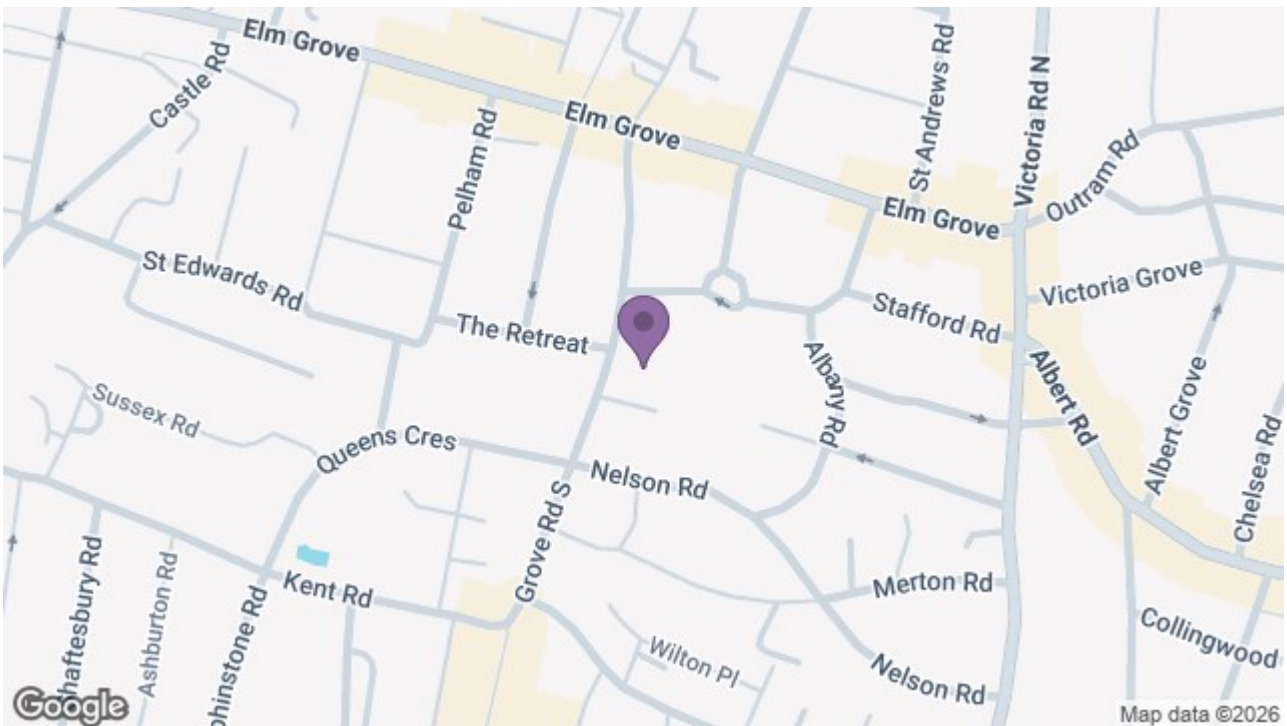 Elm Grove
Castle Rd
Elm Grove
St Andrews Rd
Victoria Rd N
Outram Rd
Pelham Rd
Elm Grove
St Edwards Rd
Victoria Grove
The Retreat
Stafford Rd
Albany Rd
Albert Rd
Albert Grove
Sussex Rd
Queens Cres
Nelson Rd
Chelsea Rd
Grove Rd S
Shaftesbury Rd
Ashburton Rd
Kent Rd
Merton Rd
phinstone Rd
Wilton Pl
Collingwood
Nelson Rd
Google
Map data ©2026